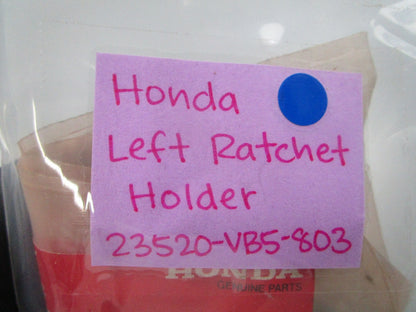 Honda
Left Ratchet
Holder
23520-VB5-803
HONDA
GENUINE PARTS